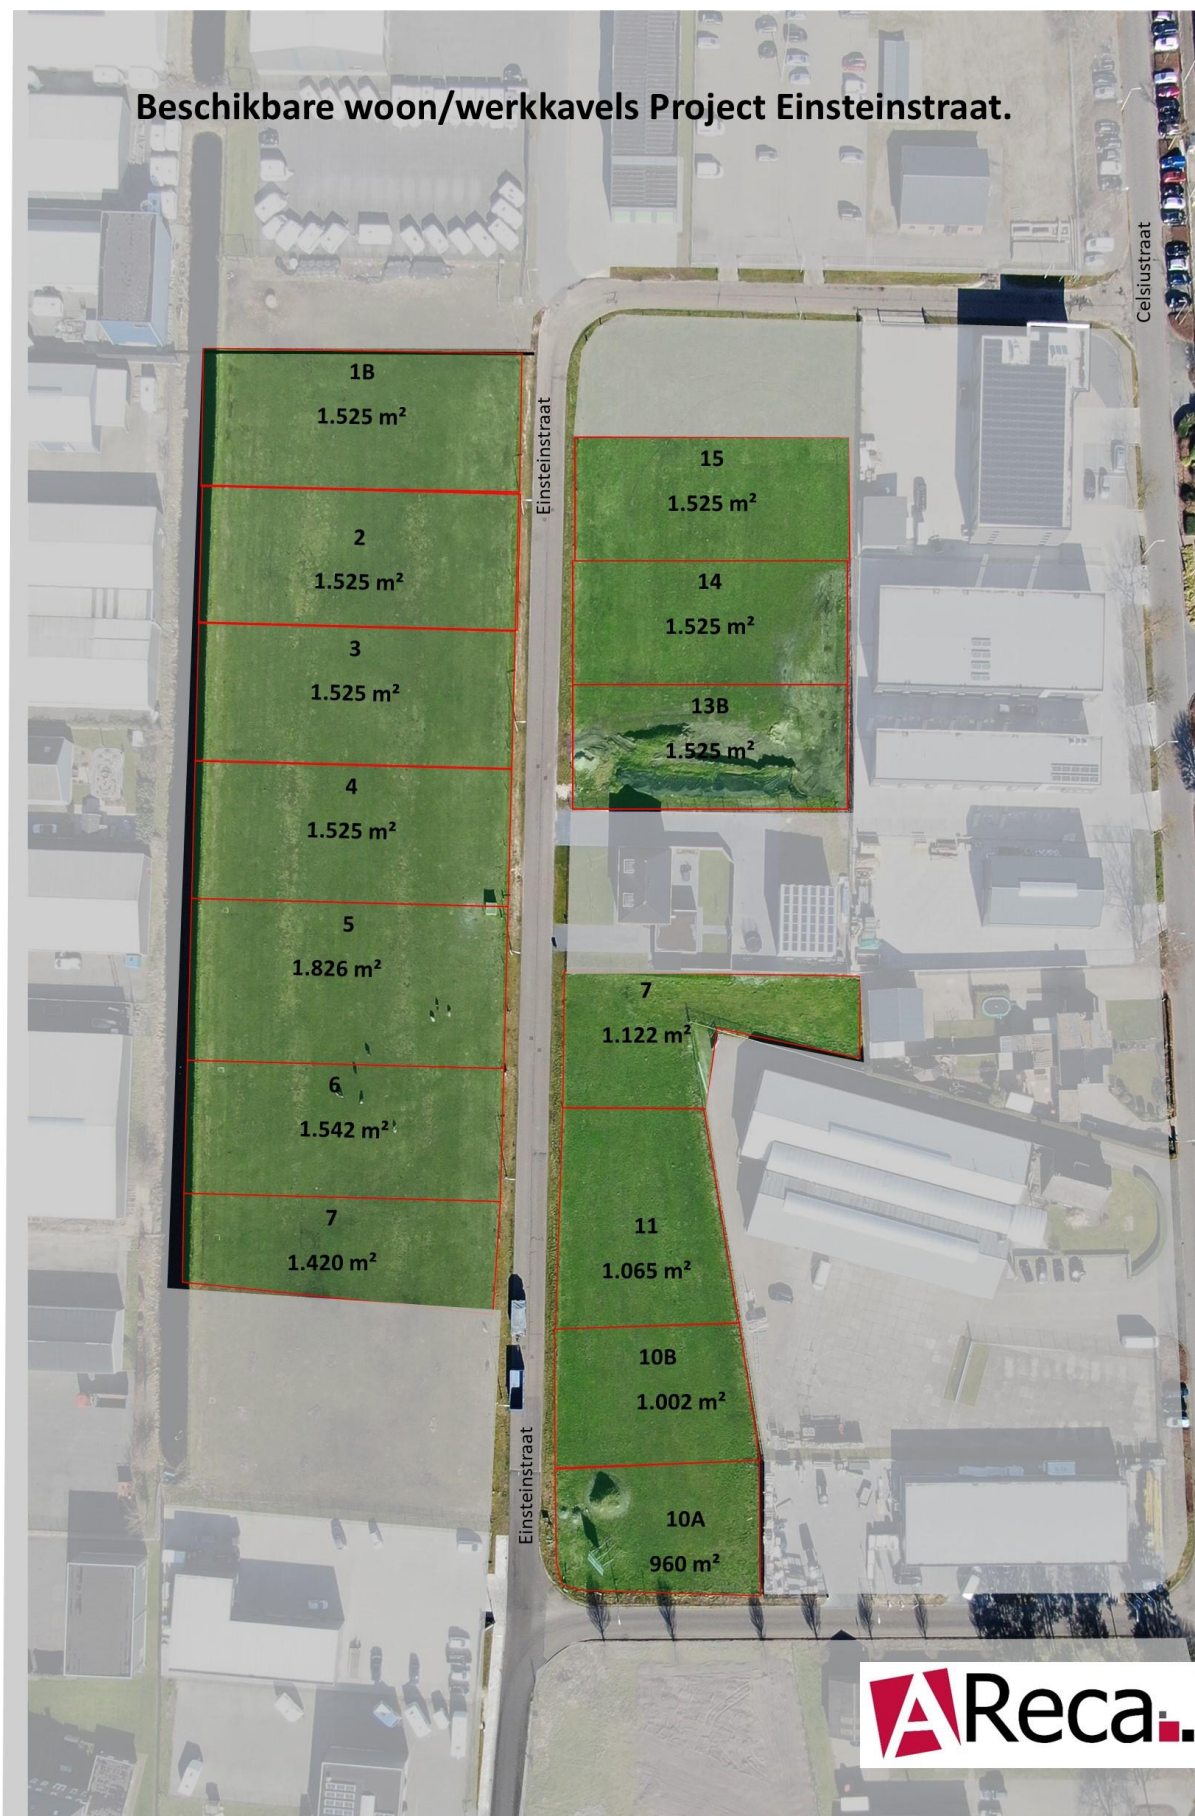 Beschikbare woon/werkkavels Project Einsteinstraat.
Celsiustraat
Einsteinstraat
1B
1.525 m²
2
1.525 m²
3
1.525 m²
4
1.525 m²
5
1.826 m²
6
1.542 m²
7
1.420 m²
15
1.525 m²
14
1.525 m²
13B
1.525 m²
7
1.122 m²
11
1.065 m²
10B
1.002 m²
10A
960 m²
Einsteinstraat
AReca